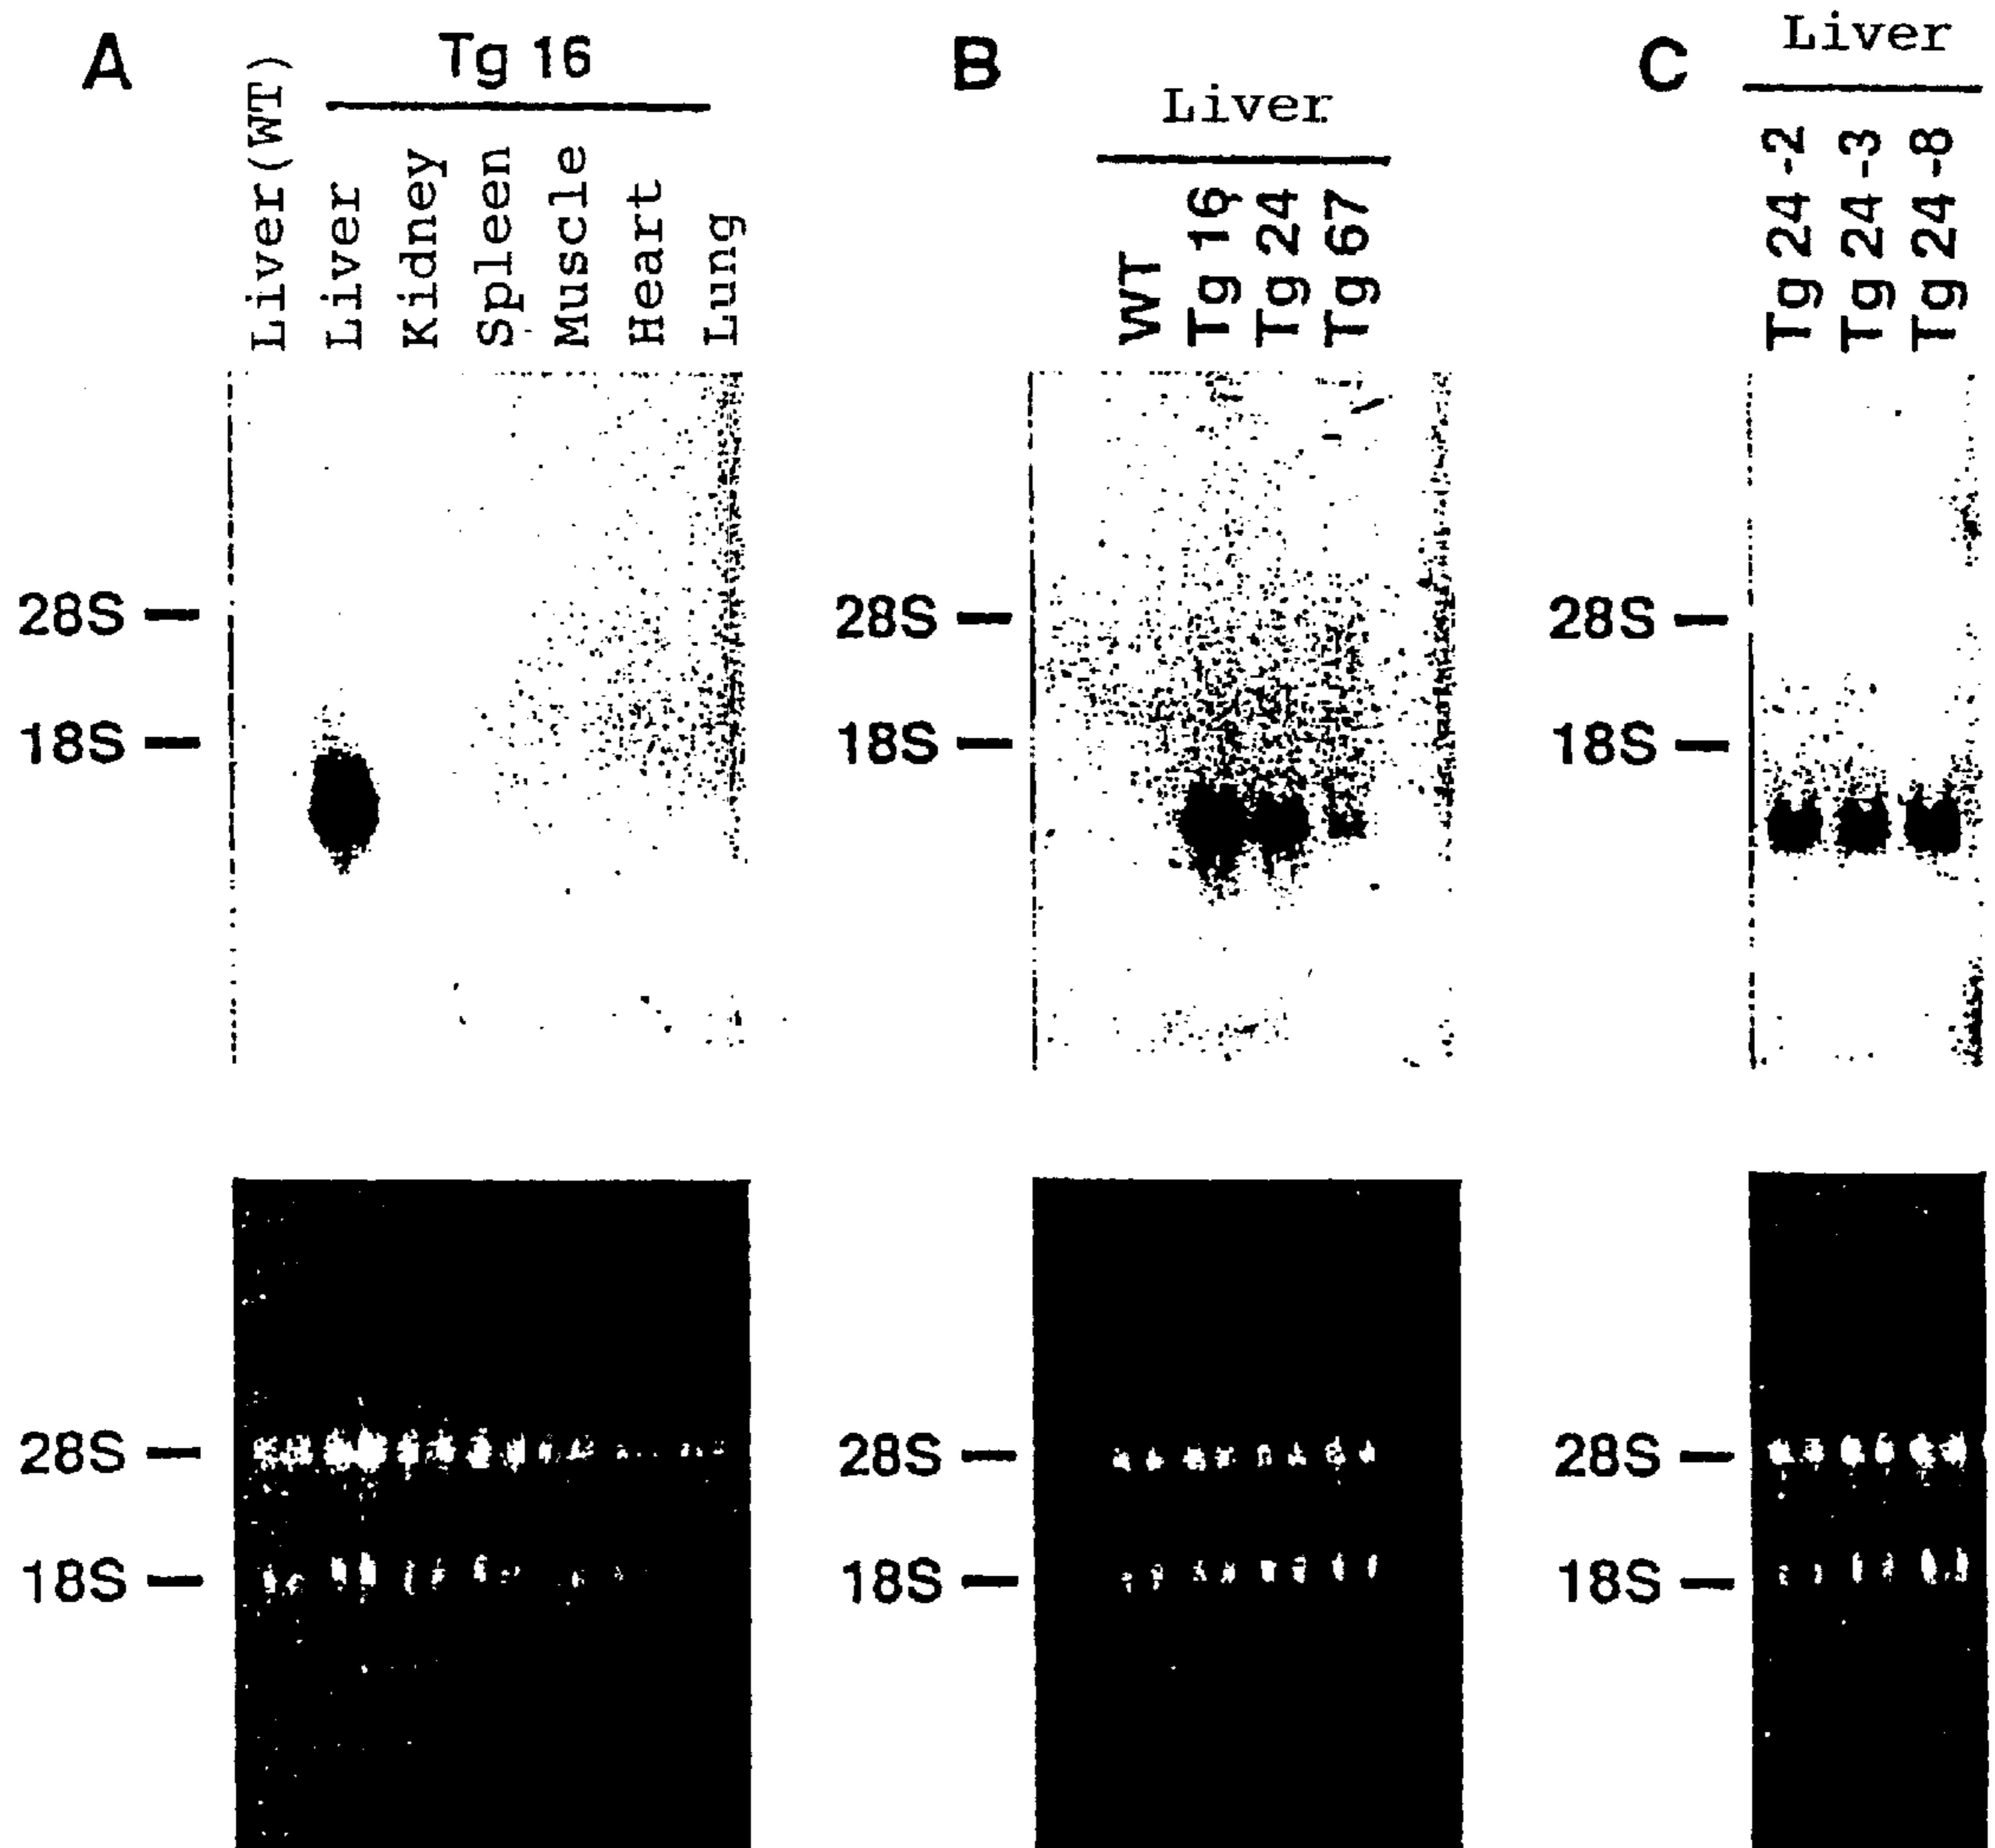 A
Tg 16
Liver(WT)
Liver
Kidney
Spleen
Muscle
Heart
Lung
28S
18S
28S
18S
B
Liver
WT
Tg 16
Tg 24
Tg 67
28S
18S
28S
18S
C
Liver
Tg 24-2
Tg 24-3
Tg 24-8
28S
18S
28S
18S